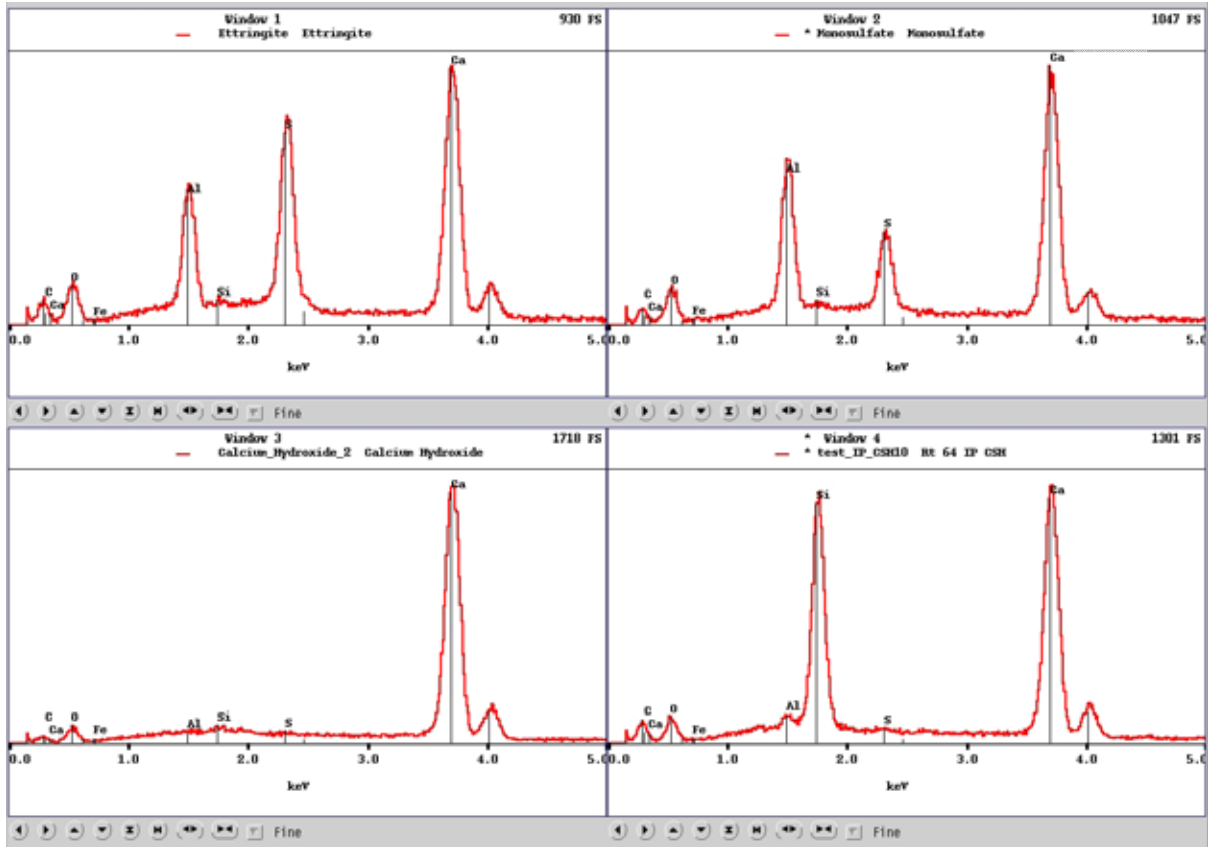 Window 1 930 FS
Ettringite Ettringite
Ca
S
Al
O
C
Ca
Si
Fe
0.0 1.0 2.0 3.0 4.0 5.0
keV
Fine
Window 2 1047 FS
* Monosulfate Monosulfate
Ca
Al
S
O
C
Ca
Si
Fe
0.0 1.0 2.0 3.0 4.0 5.0
keV
Fine
Window 3 1718 FS
Calcium_Hydroxide_2 Calcium Hydroxide
Ca
C
O
Ca
Fe
Al
Si
S
0.0 1.0 2.0 3.0 4.0 5.0
keV
Fine
* Window 4 1301 FS
* test_IP_CSH10 Rt 64 IP CSH
Ca
Si
C
O
Ca
Fe
Al
S
0.0 1.0 2.0 3.0 4.0 5.0
keV
Fine